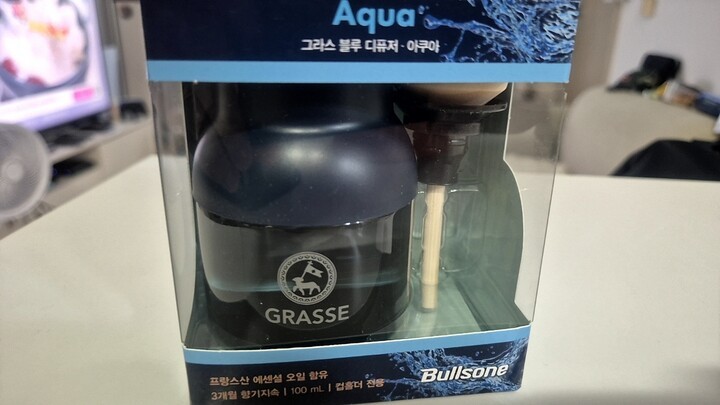 Aqua
그라스 블루 디퓨저 · 아쿠아
GRASSE
프랑스산 에센셜 오일 함유
3개월 향기지속 | 100 mL | 컵홀더 전용
Bullsone